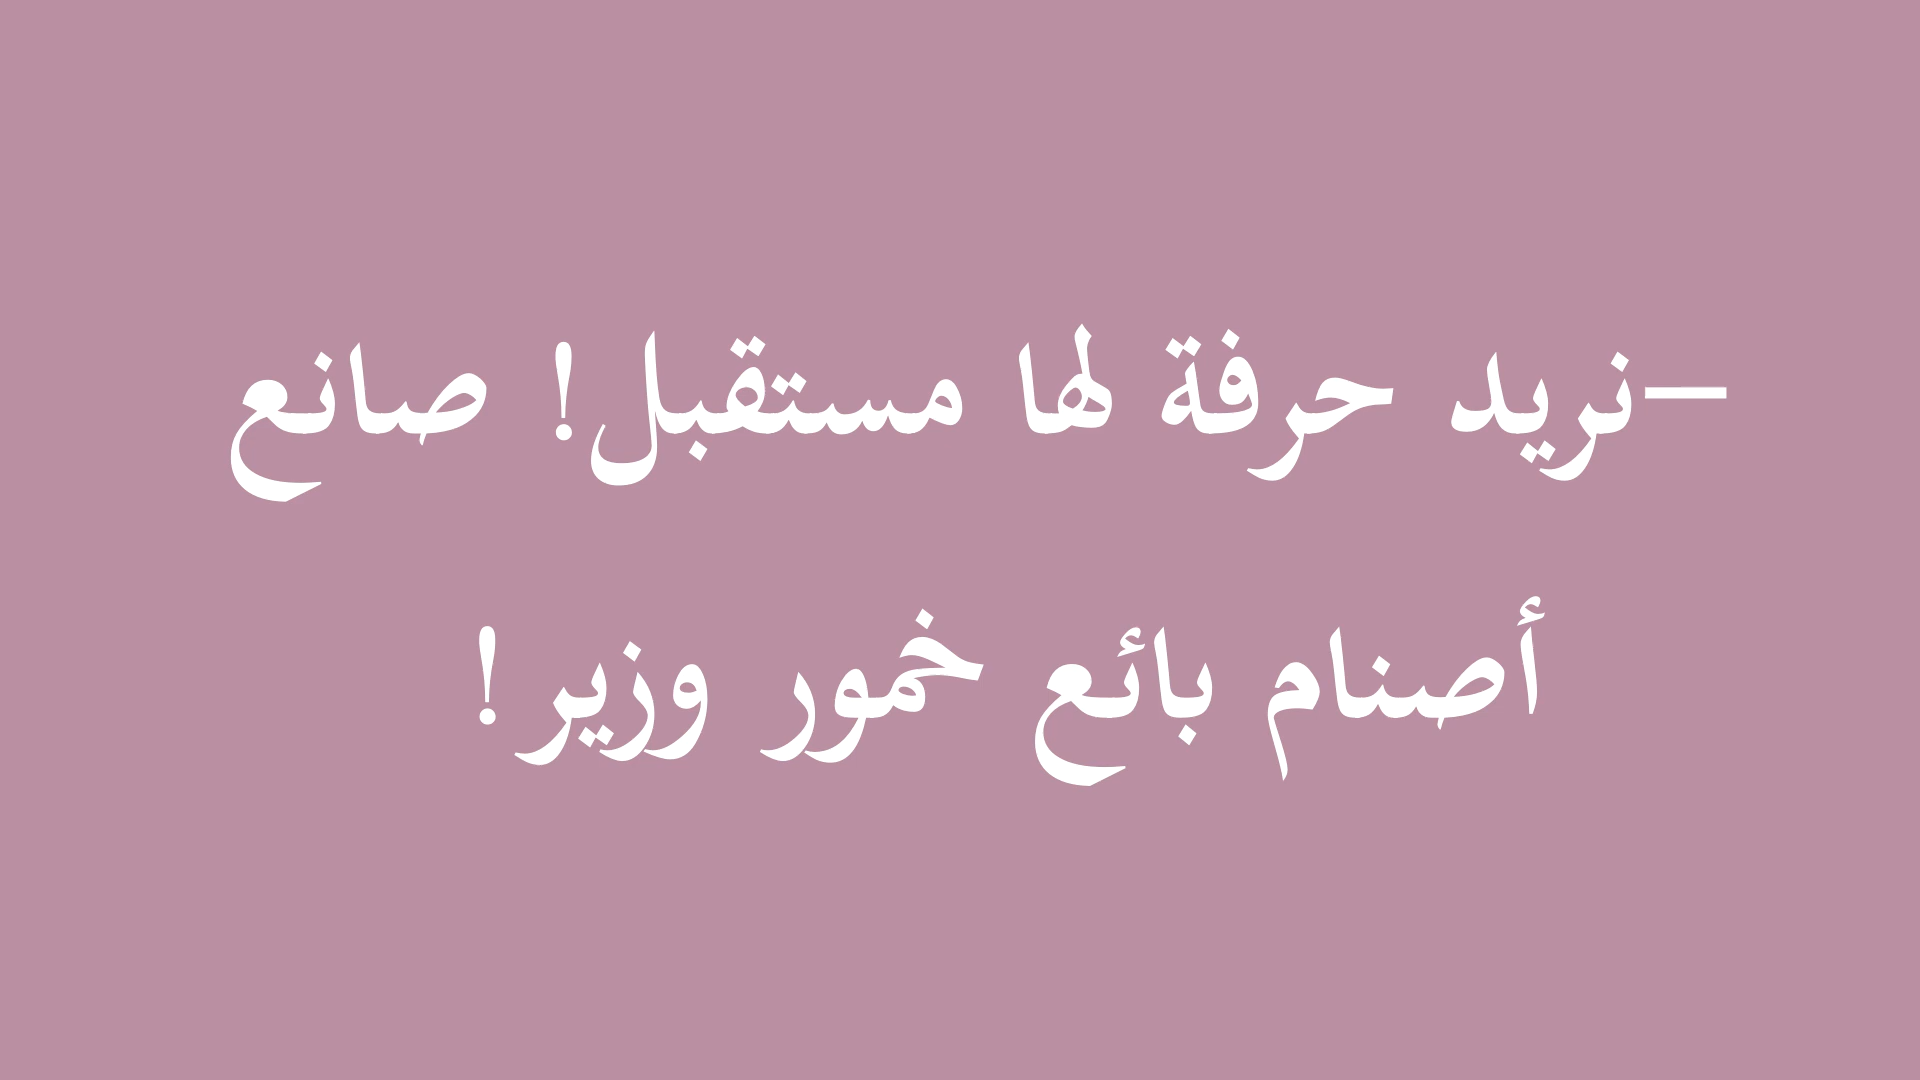 –نريد حرفة لها مستقبل! صانع
أصنام بائع خمور وزير!